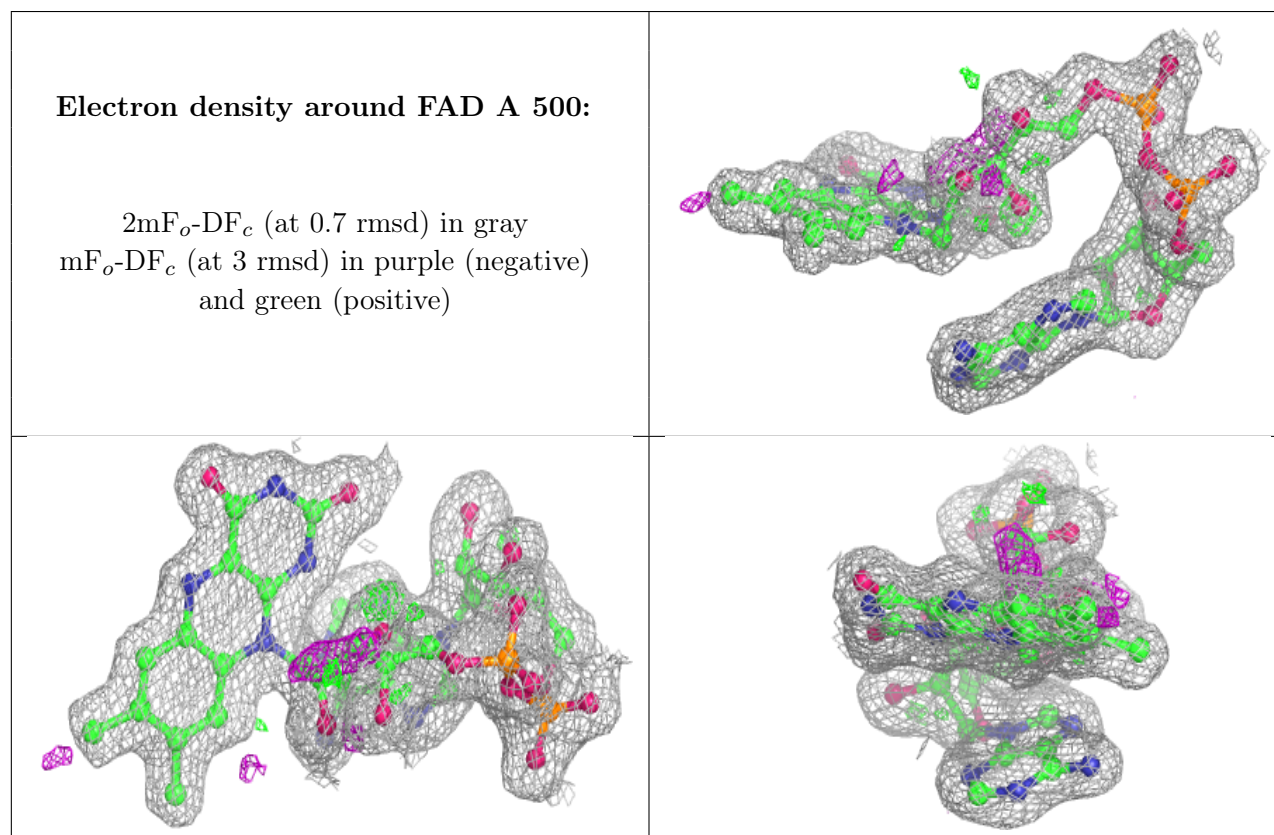 Electron density around FAD A 500:
2mFo-DFc (at 0.7 rmsd) in gray
mFo-DFc (at 3 rmsd) in purple (negative)
and green (positive)